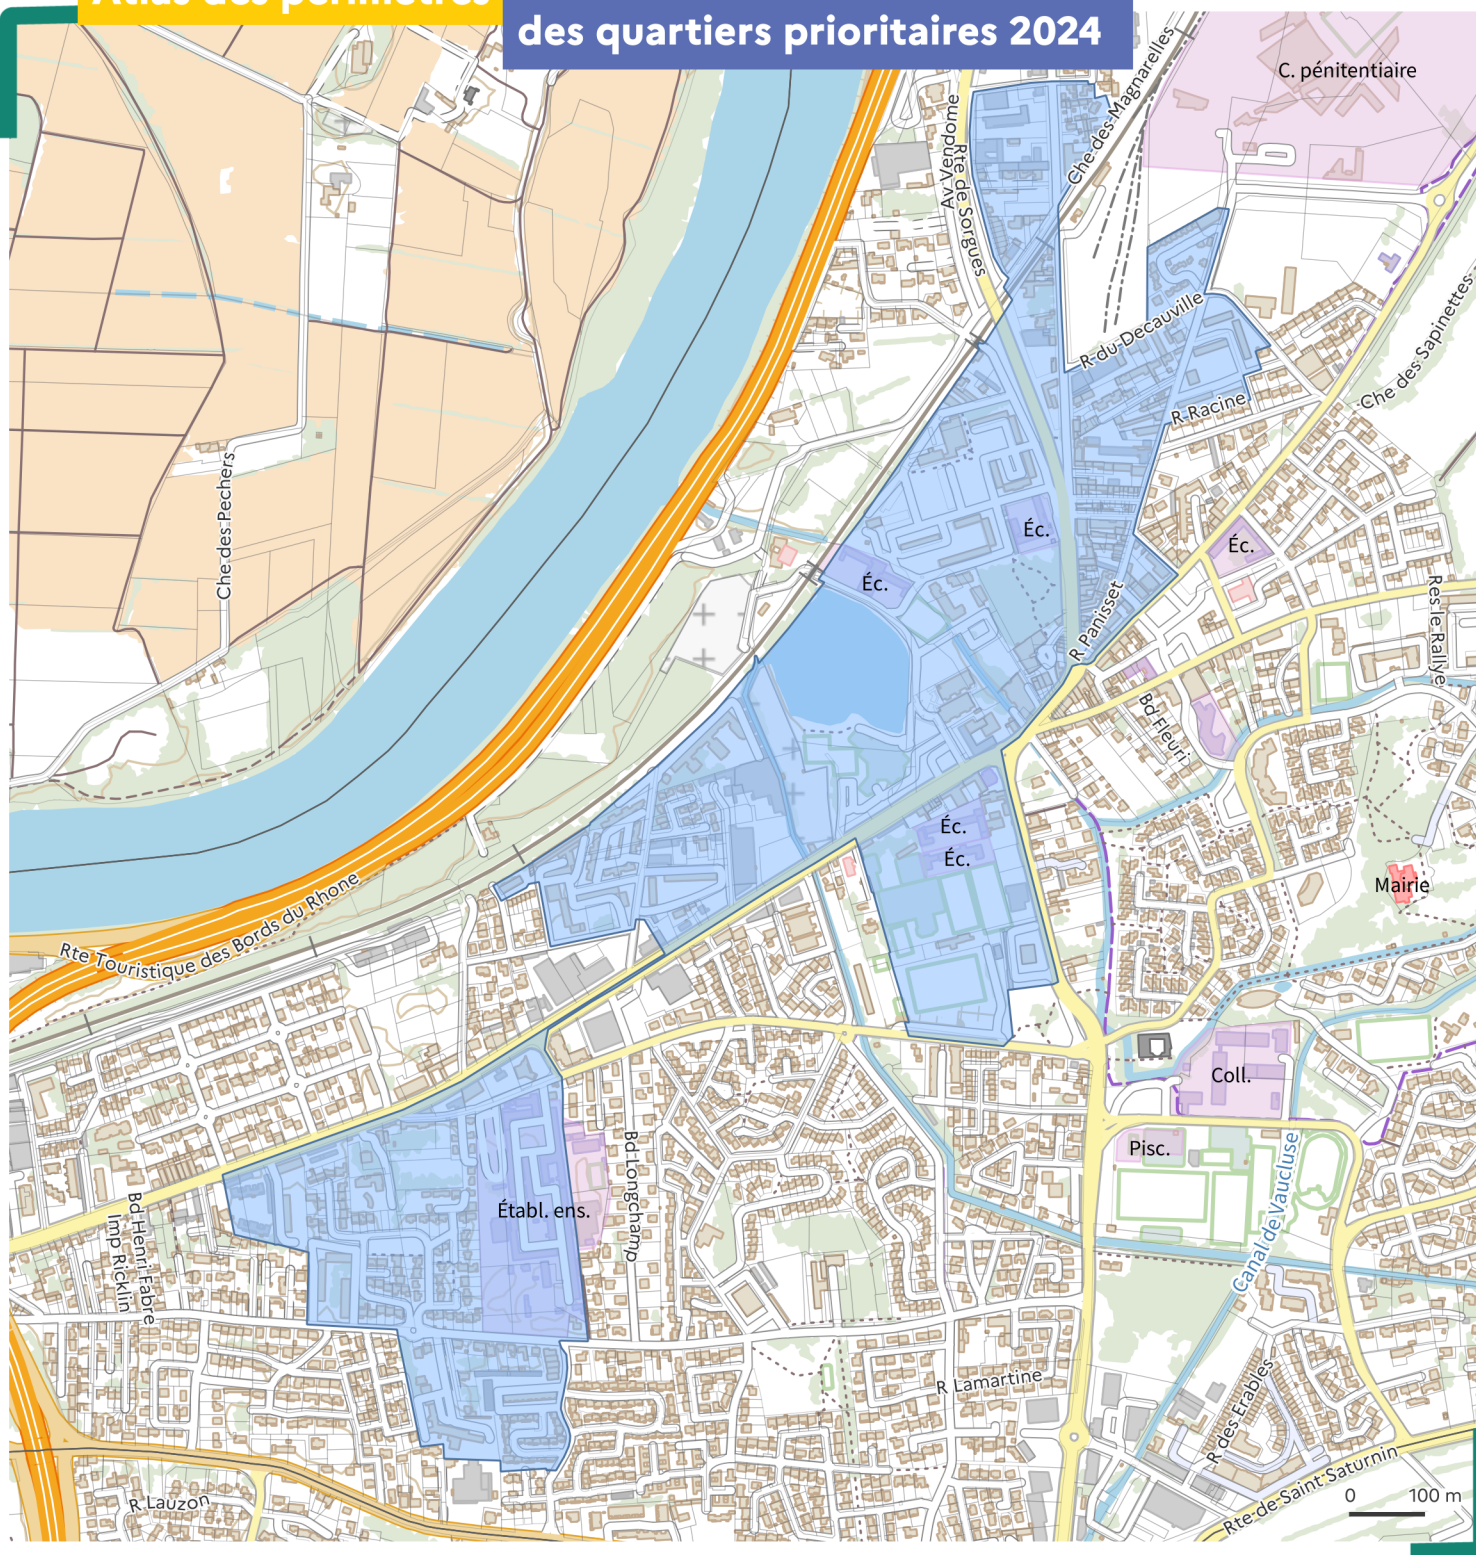 Atlas des périmètres
des quartiers prioritaires 2024
C. pénitentiaire
Che des Magnarelles
Av Vendome
Rte de Sorgues
R du Decauville
Che des Sapinettes
R Racine
Che des Pechers
Éc.
Éc.
Éc.
R Panisset
Res le Rallye
Bd Fleuri
Éc.
Éc.
Mairie
Rte Touristique des Bords du Rhone
Coll.
Pisc.
Établ. ens.
Bd Longchamp
Canal de Vaucluse
Bd Henri Fabre
Imp Ricklin
R Lamartine
R des Erables
R Lauzon
Rte de Saint Saturnin
0 100 m